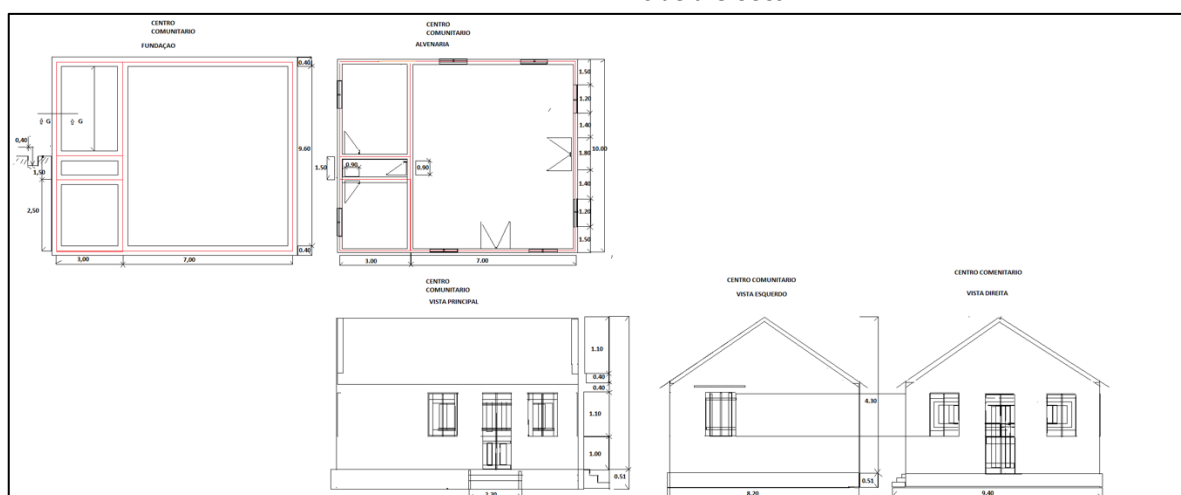 CENTRO
COMUNITARIO
FUNDAÇAO
0.40
G G
0,40
1,50
2,50
9.60
0.40
3,00 7,00
CENTRO
COMUNITARIO
ALVENARIA
1.50
1.20
1.40
1.80
10.00
1.40
1.20
1.50
1.50
0.90
0.90
3.00 7.00
CENTRO
COMUNITARIO
VISTA PRINCIPAL
1.10
0.40
0.40
1.10
1.00
0.51
2.30
CENTRO COMUNITARIO
VISTA ESQUERDO
4.30
0.51
8.20
CENTRO COMENITARIO
VISTA DIREITA
9.40